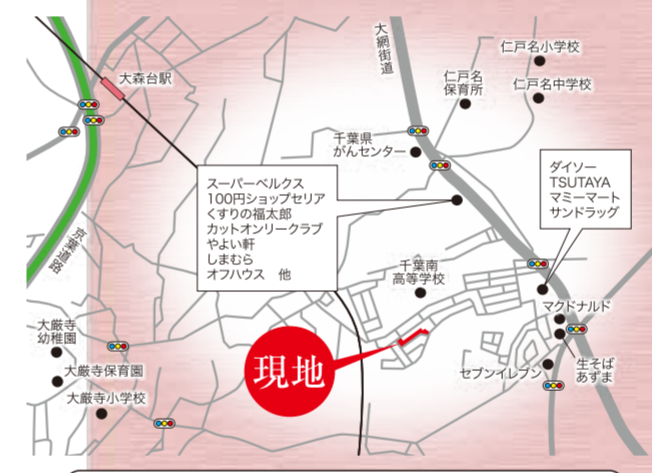 大森台駅
大網街道
仁戸名小学校
仁戸名
保育所
仁戸名中学校
千葉県
がんセンター
ダイソー
TSUTAYA
マミーマート
サンドラッグ
スーパーベルクス
100円ショップセリア
くすりの福太郎
カットオンリークラブ
やよい軒
しまむら
オフハウス 他
京葉道路
千葉南
高等学校
マクドナルド
大厳寺
幼稚園
大厳寺保育園
大厳寺小学校
現地
セブンイレブン
生そば
あずま